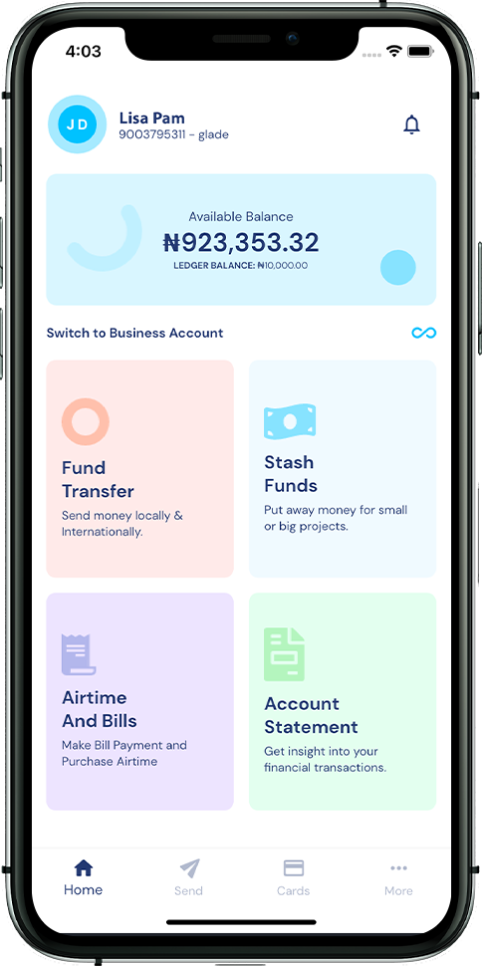 4:03
JD
Lisa Pam
9003795311 - glade
Available Balance
₦923,353.32
LEDGER BALANCE: ₦10,000.00
Switch to Business Account
Fund
Transfer
Send money locally &
Internationally.
Stash
Funds
Put away money for small
or big projects.
Airtime
And Bills
Make Bill Payment and
Purchase Airtime
Account
Statement
Get insight into your
financial transactions.
Home
Send
Cards
More